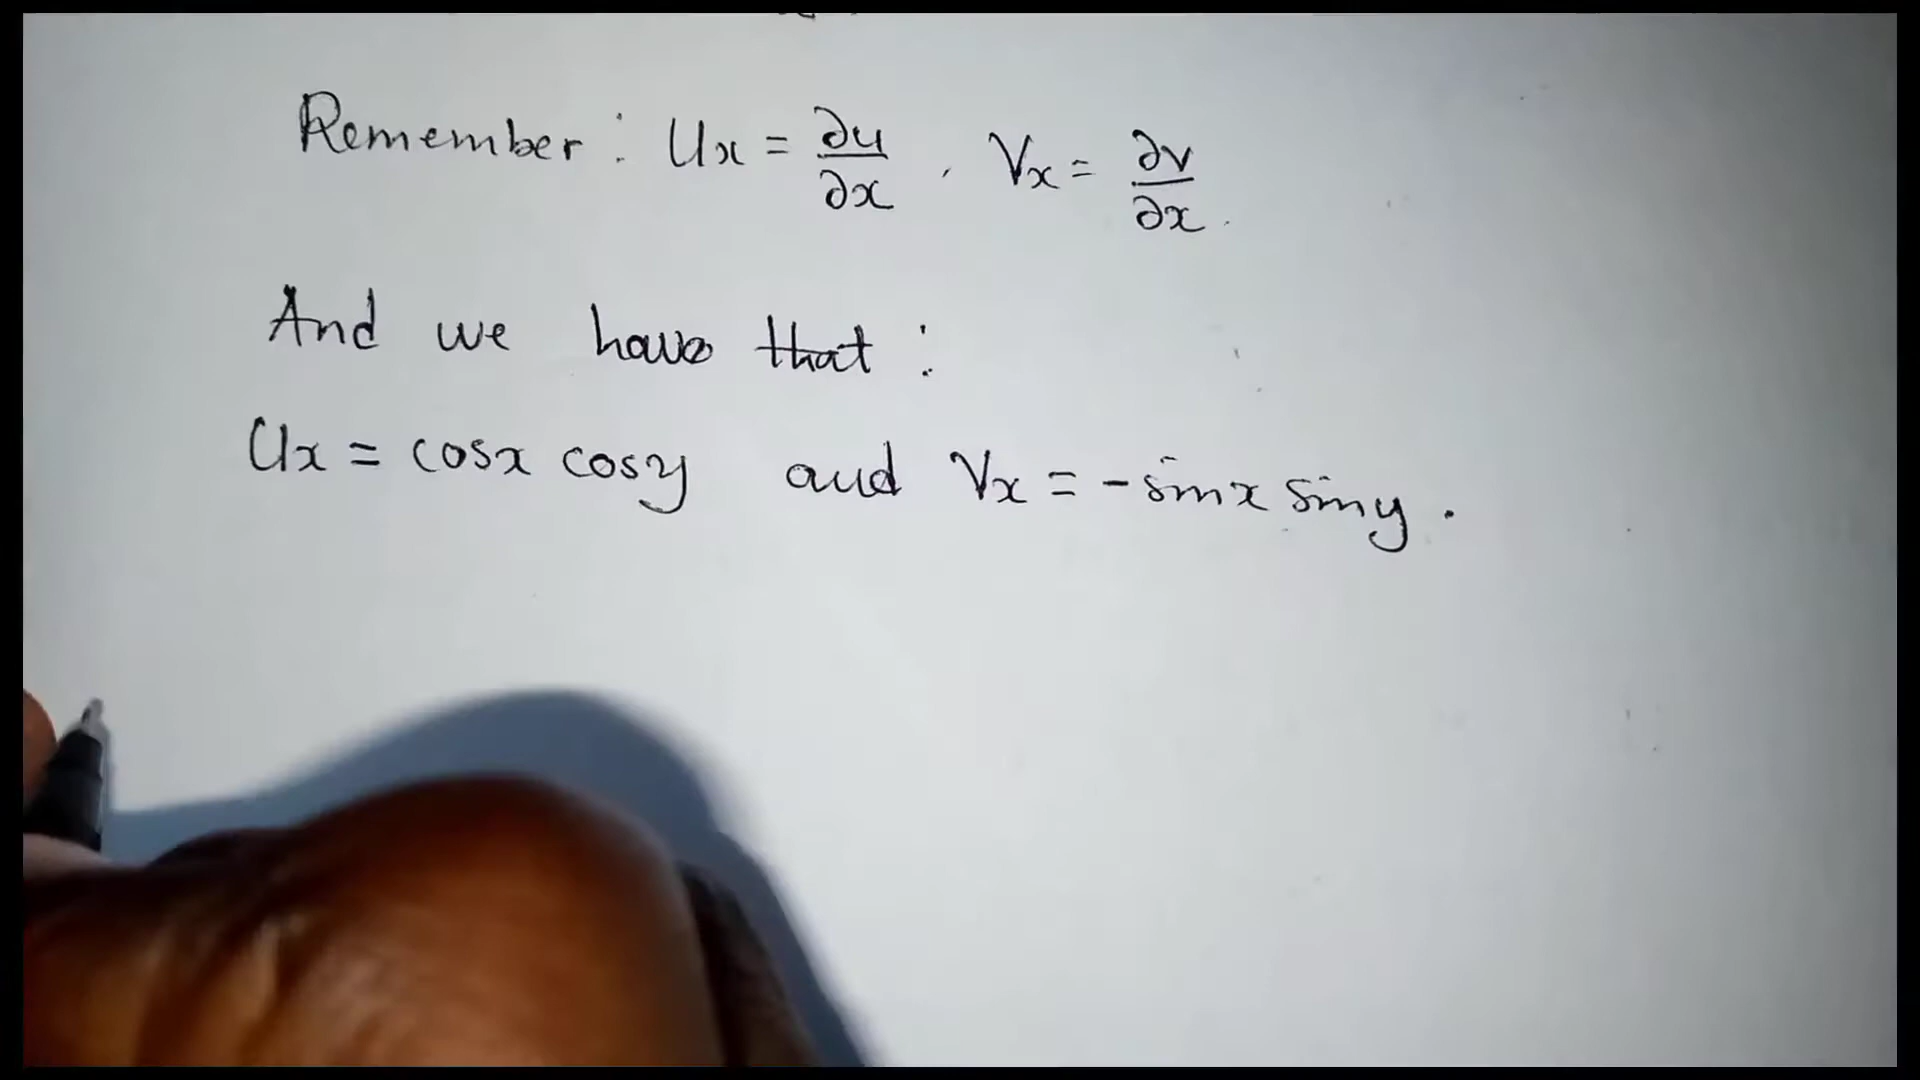 Remember : Ux = ∂u/∂x , Vx = ∂v/∂x .
And we have that :
Ux = cosx cosy and Vx = -sinx siny .